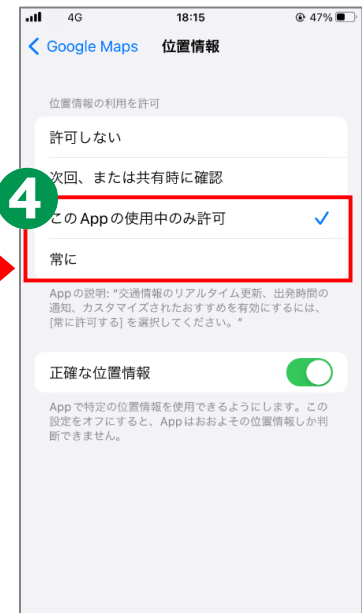 4G 18:15 47%
Google Maps 位置情報
位置情報の利用を許可
許可しない
次回、または共有時に確認
4
このAppの使用中のみ許可
常に
Appの説明: “交通情報のリアルタイム更新、出発時間の
通知、カスタマイズされたおすすめを有効にするには、
[常に許可する] を選択してください。”
正確な位置情報
Appで特定の位置情報を使用できるようにします。この
設定をオフにすると、Appはおおよその位置情報しか判
断できません。